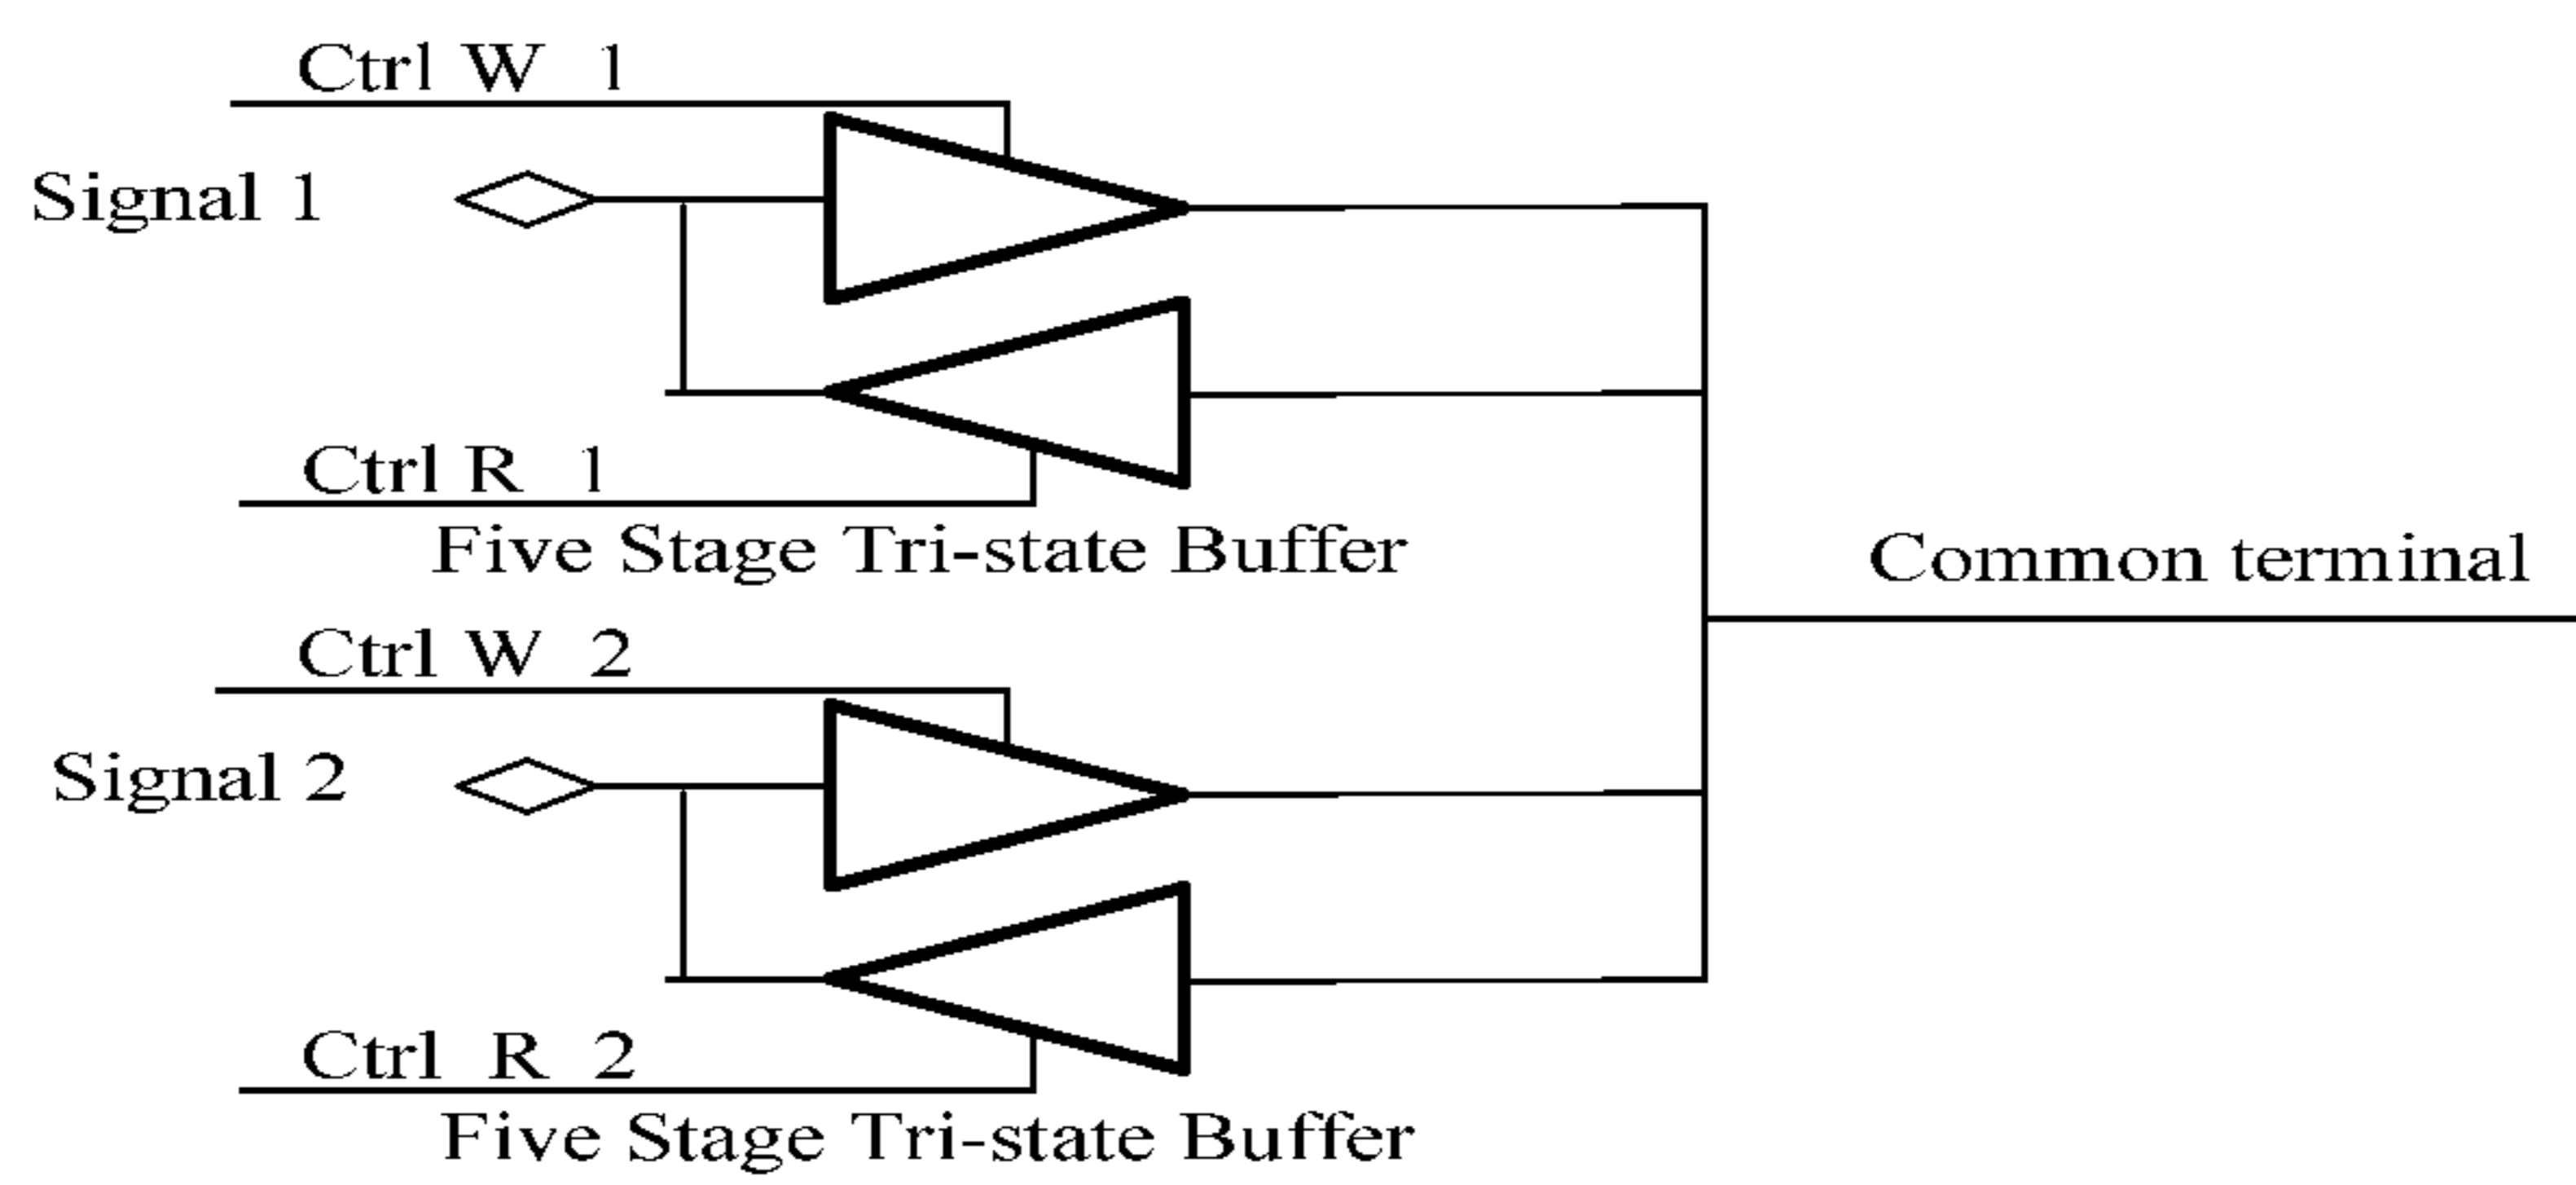 Ctrl W 1
Signal 1
Ctrl R 1
Five Stage Tri-state Buffer
Common terminal
Ctrl W 2
Signal 2
Ctrl R 2
Five Stage Tri-state Buffer